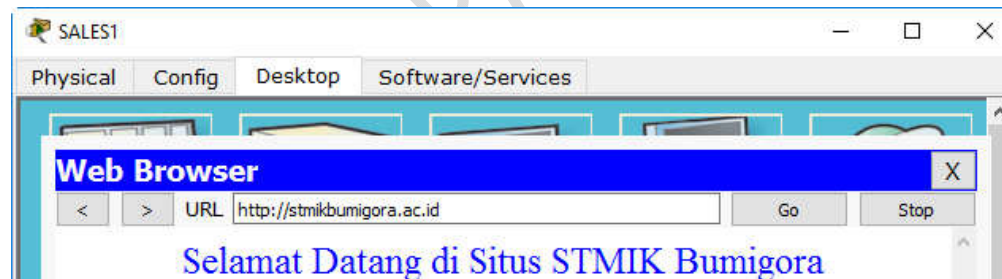 SALES1
Physical Config Desktop Software/Services
Web Browser X
< > URL http://stmikbumigora.ac.id Go Stop
Selamat Datang di Situs STMIK Bumigora